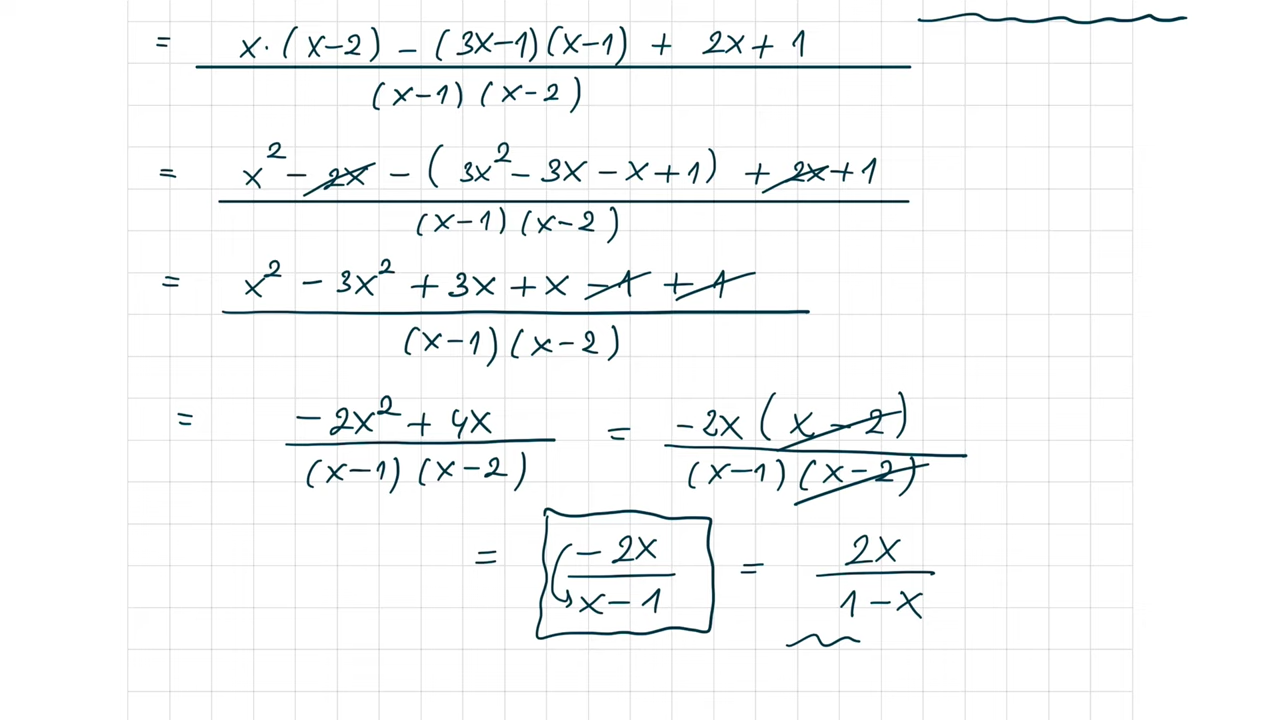 = x·(x-2) - (3x-1)(x-1) + 2x + 1
(x-1)(x-2)
= x² - 2x - (3x² - 3x - x + 1) + 2x + 1
(x-1)(x-2)
= x² - 3x² + 3x + x - 1 + 1
(x-1)(x-2)
= -2x² + 4x = -2x(x-2)
(x-1)(x-2) (x-1)(x-2)
= -2x = 2x
x-1 1-x